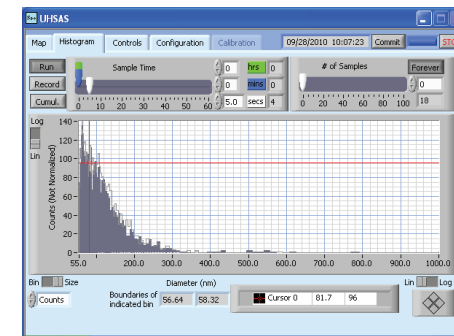 UHSAS
Map Histogram Controls Configuration Calibration 09/28/2010 10:07:23 Commit STO
Run Sample Time 0 hrs 0 # of Samples Forever
Record 0 mins 0 0
Cumul. 0 10 20 30 40 50 60 5.0 secs 4 0 20 40 60 80 100 18
Log
Lin
Counts (Not Normalized)
140
120
100
80
60
40
20
0
55.0 200.0 300.0 400.0 500.0 600.0 700.0 800.0 900.0 1000.0
Bin Size Diameter (nm) Lin Log
Counts Boundaries of indicated bin 56.64 58.32 Cursor 0 81.7 96